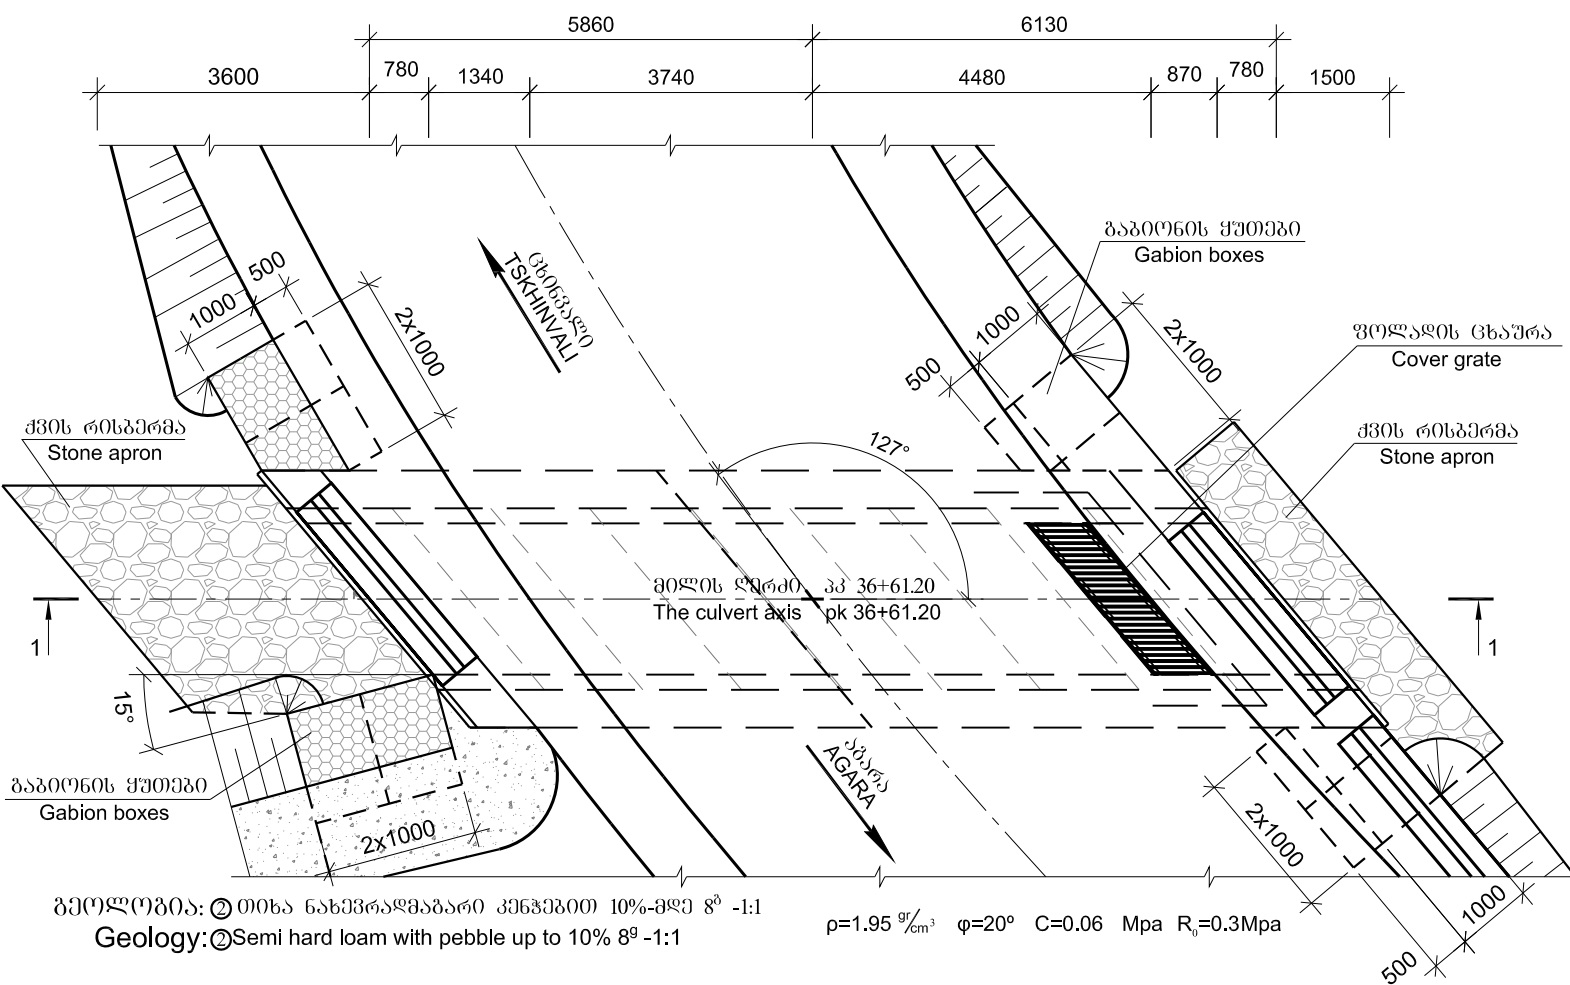 5860
6130
3600
780
1340
3740
4480
870
780
1500
500
1000
2x1000
ცხინვალი
TSKHINVALI
გაბიონის ყუთები
Gabion boxes
1000
500
2x1000
ფოლადის ცხაურა
Cover grate
ქვის რისბერმა
Stone apron
127°
ქვის რისბერმა
Stone apron
მილის ღერძი პკ 36+61.20
The culvert axis pk 36+61.20
1
1
15°
აგარა
AGARA
გაბიონის ყუთები
Gabion boxes
2x1000
2x1000
1000
500
გეოლოგია: ② თიხა ნახევრადმაგარი კენჭებით 10%-მდე 8ᵍ -1:1
Geology: ② Semi hard loam with pebble up to 10% 8ᵍ -1:1
ρ=1.95 gr/cm³ φ=20° C=0.06 Mpa R₀=0.3Mpa